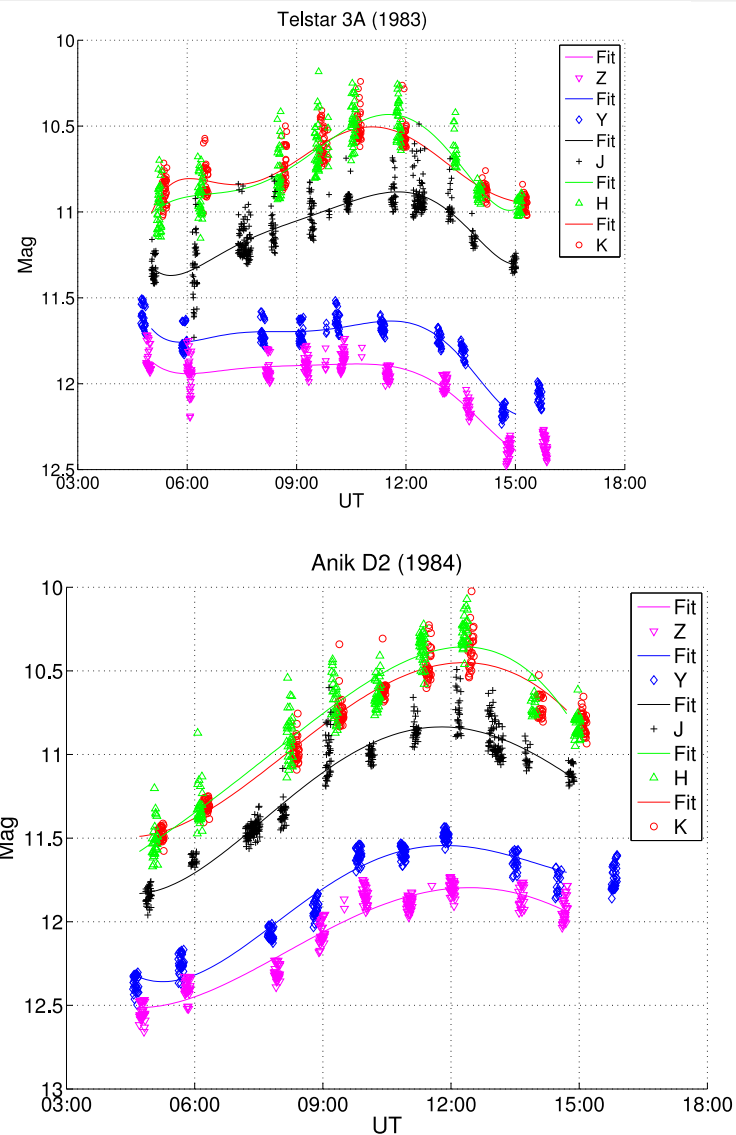 Telstar 3A (1983)
10
10.5
11
11.5
12
12.5
Mag
03:00 06:00 09:00 12:00 15:00 18:00
UT
Fit
Z
Fit
Y
Fit
J
Fit
H
Fit
K
Anik D2 (1984)
10
10.5
11
11.5
12
12.5
13
Mag
03:00 06:00 09:00 12:00 15:00 18:00
UT
Fit
Z
Fit
Y
Fit
J
Fit
H
Fit
K